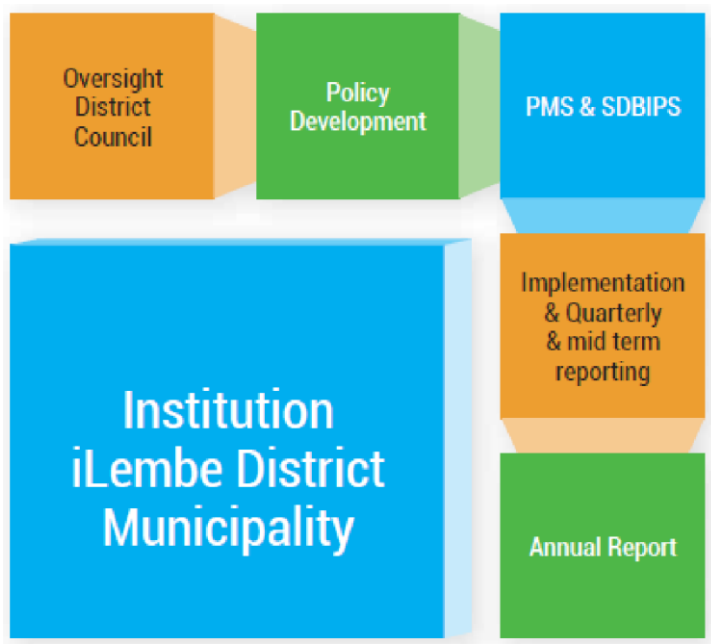 Oversight
District
Council
Policy
Development
PMS & SDBIPS
Implementation
& Quarterly
& mid term
reporting
Institution
iLembe District
Municipality
Annual Report